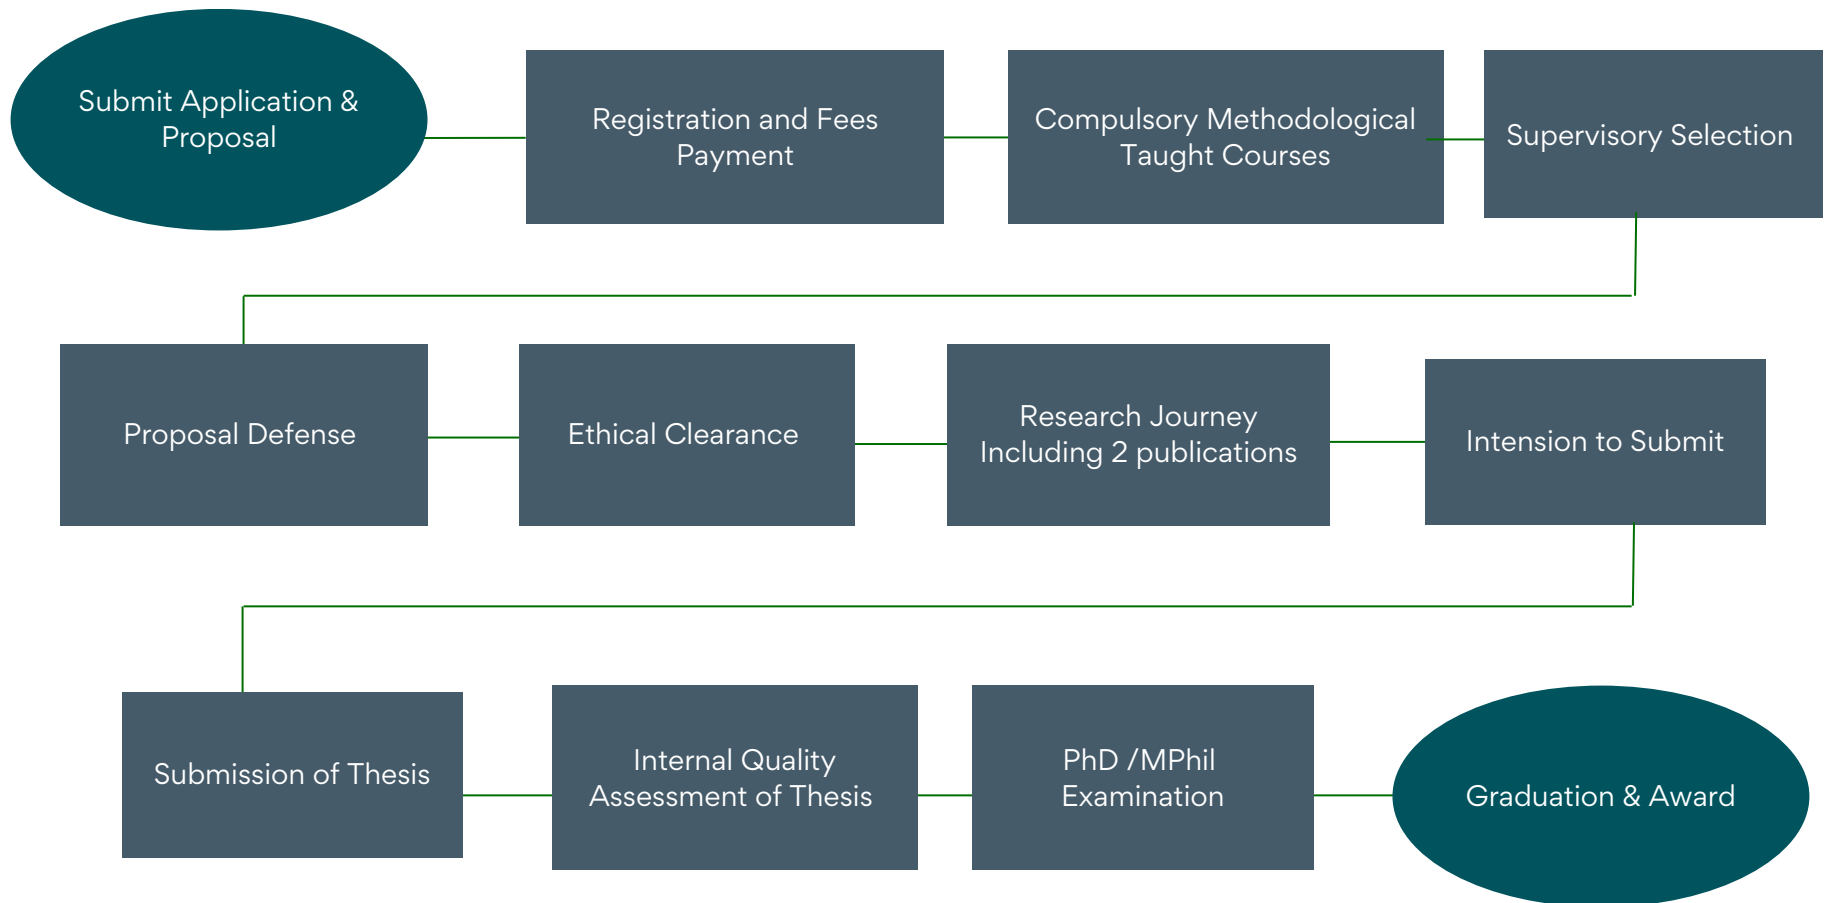 Submit Application &
Proposal
Registration and Fees
Payment
Compulsory Methodological
Taught Courses
Supervisory Selection
Proposal Defense
Ethical Clearance
Research Journey
Including 2 publications
Intension to Submit
Submission of Thesis
Internal Quality
Assessment of Thesis
PhD /MPhil
Examination
Graduation & Award